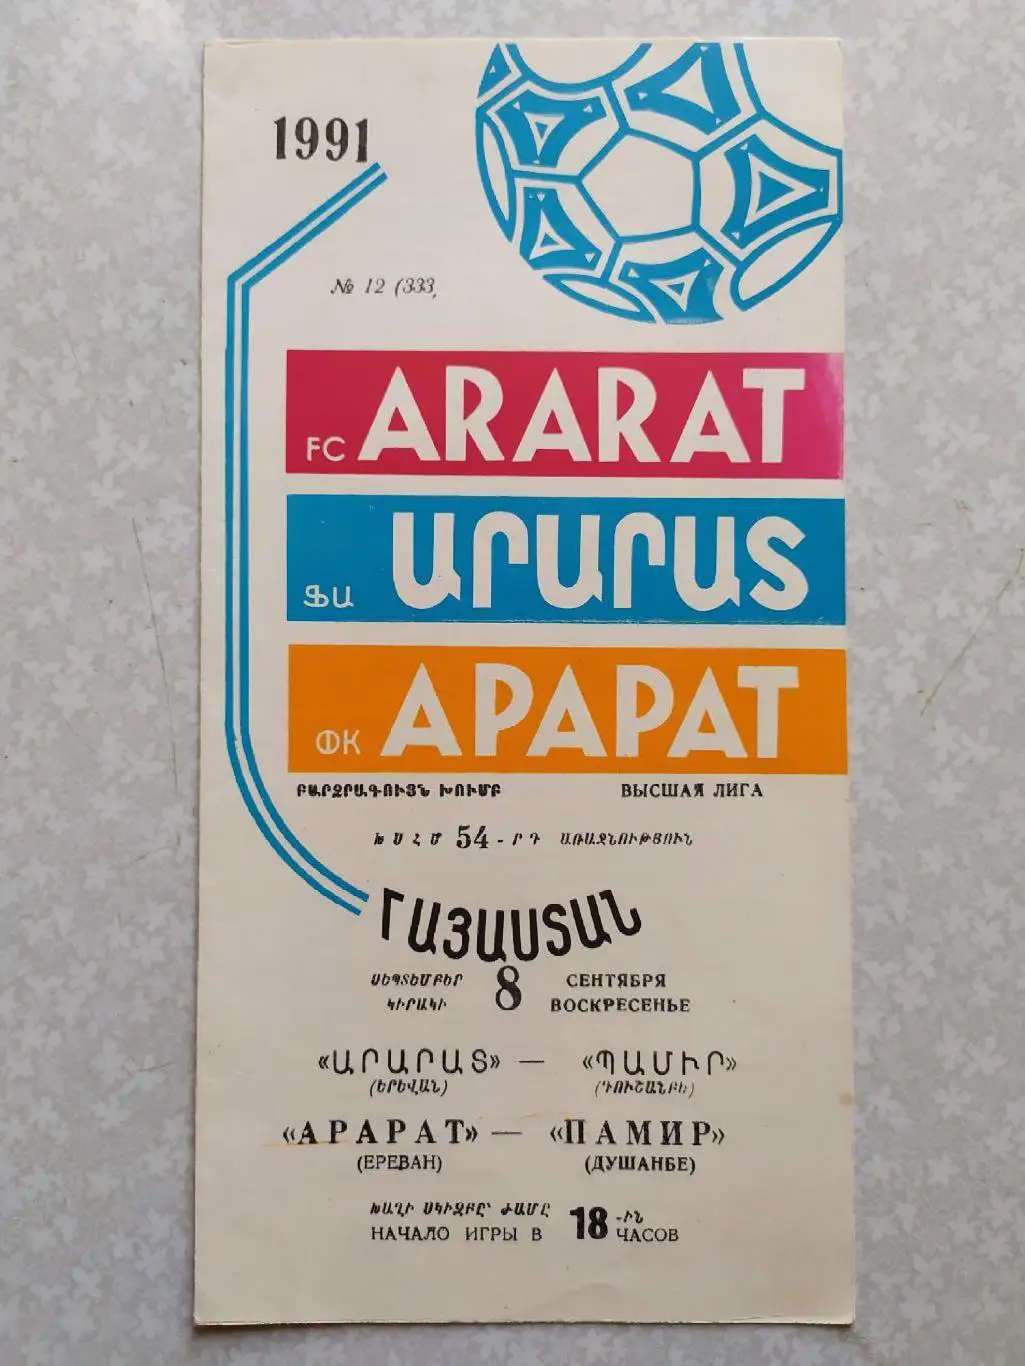 1991
№ 12 (333)
FC ARARAT
ՖԱ ԱՐԱՐԱՏ
ФК АРАРАТ
ԲԱՐՁՐԱԳՈՒՅՆ ԽՈՒՄԲ ВЫСШАЯ ЛИГА
ԽՍՀՄ 54-ՐԴ ԱՌԱՋՆՈՒԹՅՈՒՆ
ՀԱՅԱՍՏԱՆ
ՍԵՊՏԵՄԲԵՐ 8 СЕНТЯБРЯ
ԿԻՐԱԿԻ ВОСКРЕСЕНЬЕ
«ԱՐԱՐԱՏ» — «ՊԱՄԻՐ»
(ԵՐԵՎԱՆ) (ԴՈՒՇԱՆԲԵ)
«АРАРАТ» — «ПАМИР»
(ЕРЕВАН) (ДУШАНБЕ)
ԽԱՂԻ ՍԿԻԶԲԸ՝ ԺԱՄԸ 18-ԻՆ
НАЧАЛО ИГРЫ В 18 ЧАСОВ